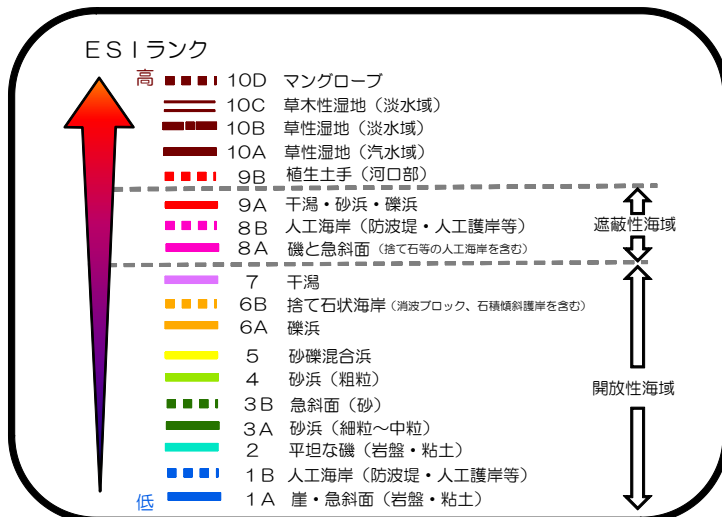 ＥＳＩランク
高
１０Ｄ マングローブ
１０Ｃ 草木性湿地（淡水域）
１０Ｂ 草性湿地（淡水域）
１０Ａ 草性湿地（汽水域）
９Ｂ 植生土手（河口部）
９Ａ 干潟・砂浜・礫浜
８Ｂ 人工海岸（防波堤・人工護岸等）
遮蔽性海域
８Ａ 磯と急斜面（捨て石等の人工海岸を含む）
７ 干潟
６Ｂ 捨て石状海岸（消波ブロック、石積傾斜護岸を含む）
６Ａ 礫浜
５ 砂礫混合浜
４ 砂浜（粗粒）
開放性海域
３Ｂ 急斜面（砂）
３Ａ 砂浜（細粒～中粒）
２ 平坦な磯（岩盤・粘土）
１Ｂ 人工海岸（防波堤・人工護岸等）
低
１Ａ 崖・急斜面（岩盤・粘土）